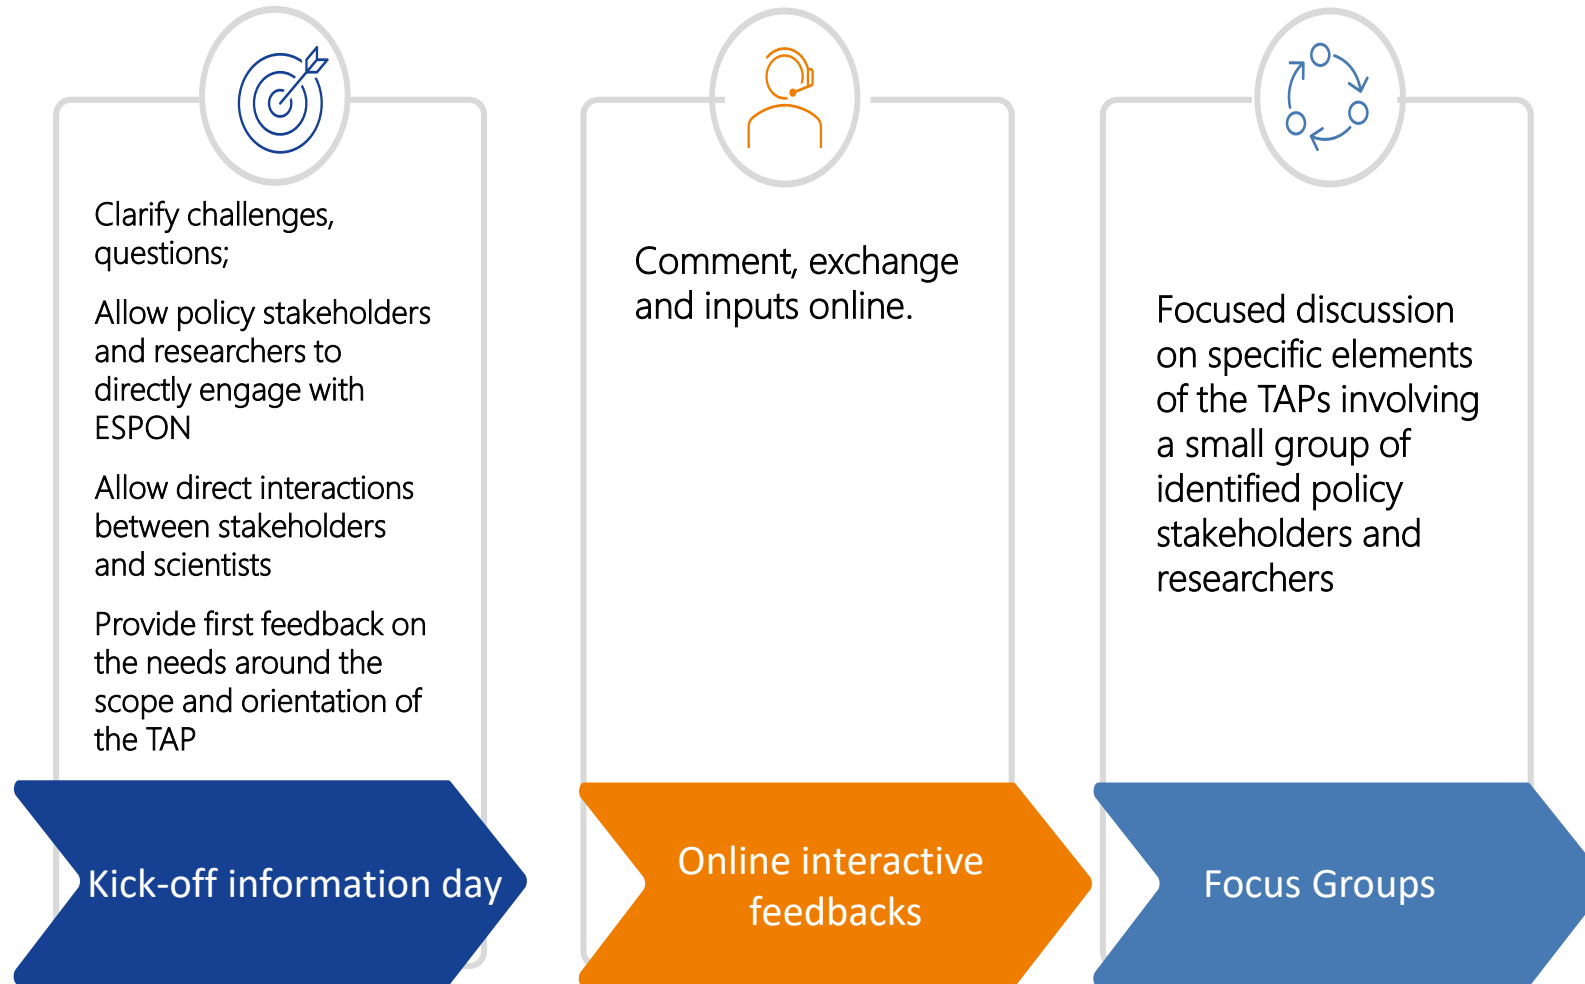 Clarify challenges,
questions;
Allow policy stakeholders
and researchers to
directly engage with
ESPON
Allow direct interactions
between stakeholders
and scientists
Provide first feedback on
the needs around the
scope and orientation of
the TAP
Kick-off information day
Comment, exchange
and inputs online.
Online interactive
feedbacks
Focused discussion
on specific elements
of the TAPs involving
a small group of
identified policy
stakeholders and
researchers
Focus Groups